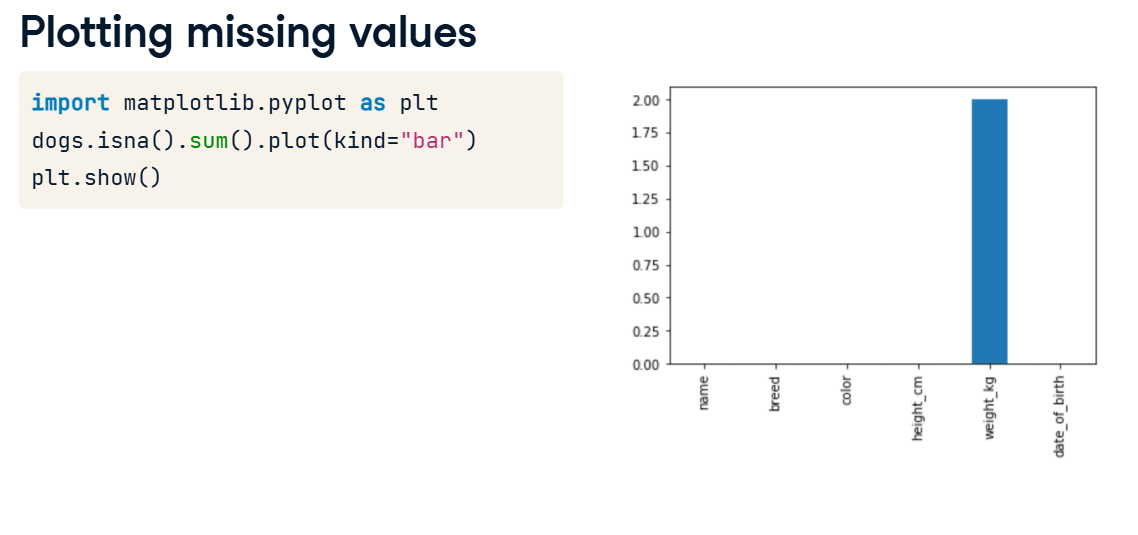 Plotting missing values
import matplotlib.pyplot as plt
dogs.isna().sum().plot(kind="bar")
plt.show()
2.00
1.75
1.50
1.25
1.00
0.75
0.50
0.25
0.00
name
breed
color
height_cm
weight_kg
date_of_birth